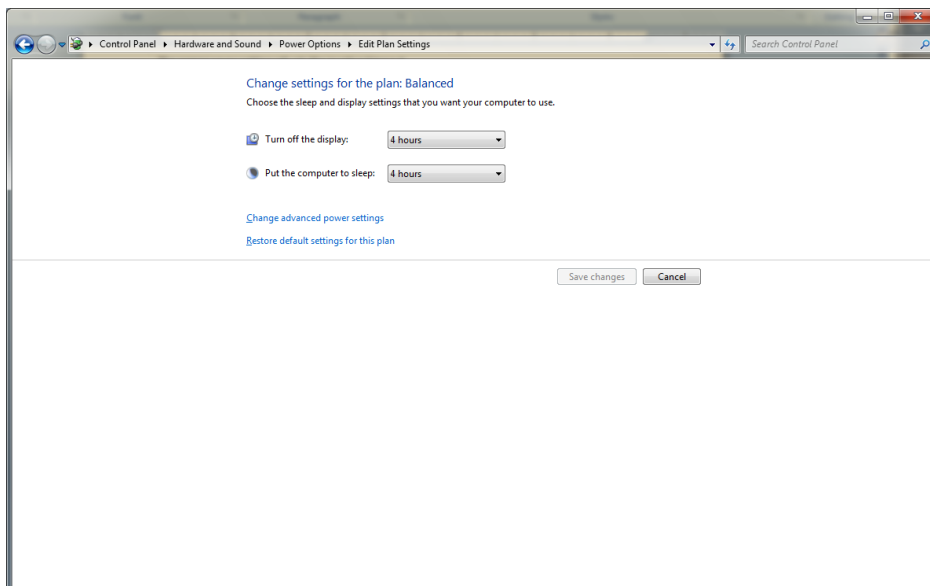 Control Panel Hardware and Sound Power Options Edit Plan Settings
Search Control Panel
Change settings for the plan: Balanced
Choose the sleep and display settings that you want your computer to use.
Turn off the display: 4 hours
Put the computer to sleep: 4 hours
Change advanced power settings
Restore default settings for this plan
Save changes Cancel